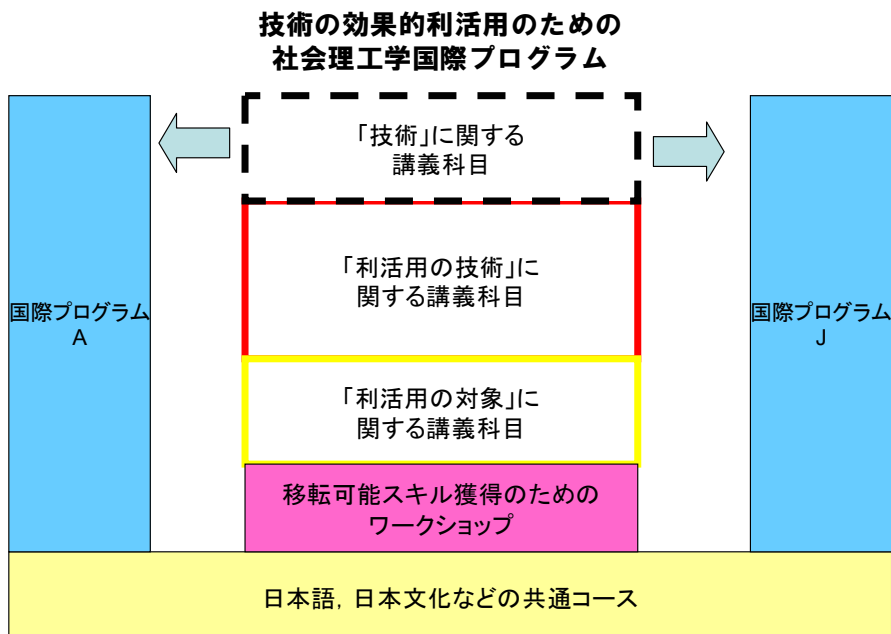 技術の効果的利活用のための
社会理工学国際プログラム
「技術」に関する
講義科目
「利活用の技術」に
関する講義科目
国際プログラム
A
国際プログラム
J
「利活用の対象」に
関する講義科目
移転可能スキル獲得のための
ワークショップ
日本語，日本文化などの共通コース